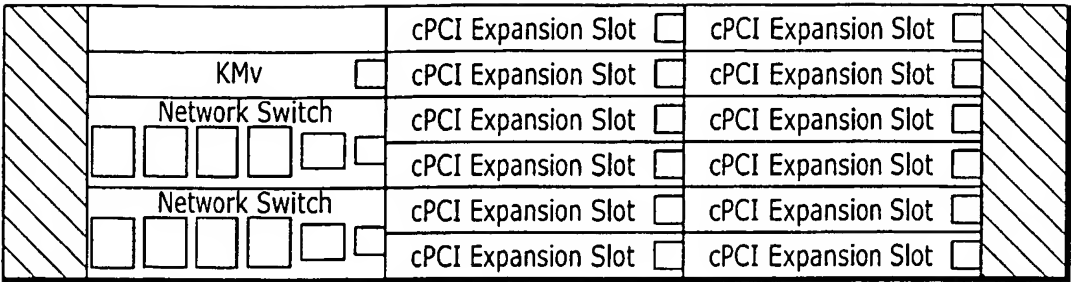 cPCI Expansion Slot cPCI Expansion Slot
KMv cPCI Expansion Slot cPCI Expansion Slot
Network Switch cPCI Expansion Slot cPCI Expansion Slot
cPCI Expansion Slot cPCI Expansion Slot
Network Switch cPCI Expansion Slot cPCI Expansion Slot
cPCI Expansion Slot cPCI Expansion Slot